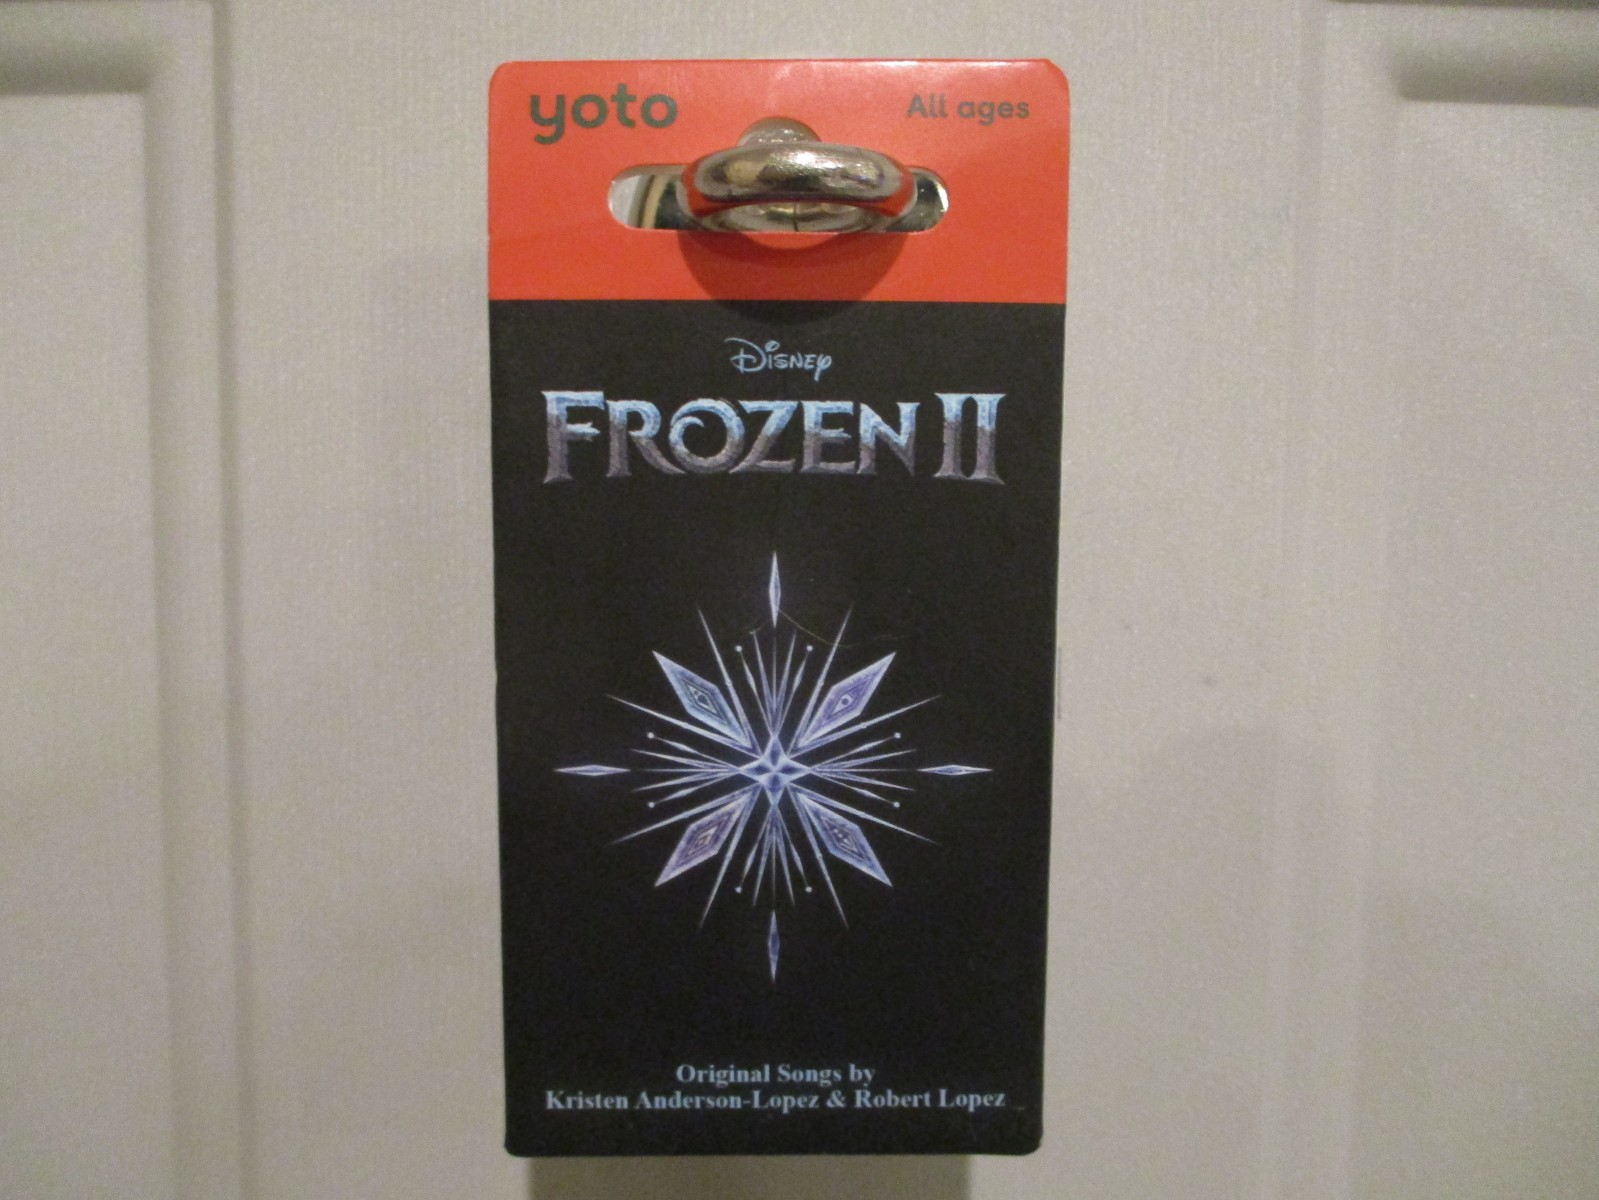 yoto
All ages
Disney
FROZEN II
Original Songs by
Kristen Anderson-Lopez & Robert Lopez